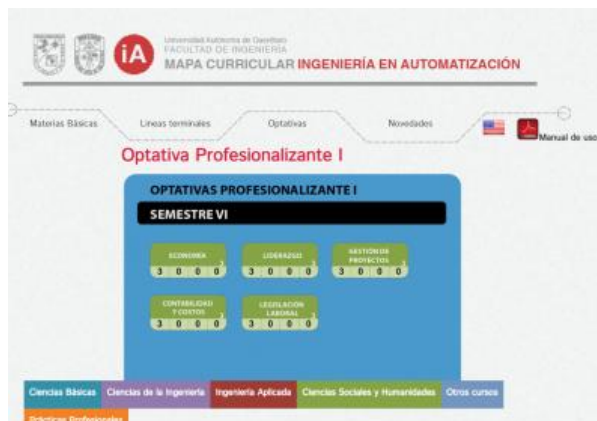 Universidad Autónoma de Querétaro
FACULTAD DE INGENIERÍA
iA
MAPA CURRICULAR INGENIERÍA EN AUTOMATIZACIÓN
Materias Básicas
Lineas terminales
Optativas
Novedades
Manual de uso
Optativa Profesionalizante I
OPTATIVAS PROFESIONALIZANTE I
SEMESTRE VI
ECONOMÍA
LIDERAZGO
GESTIÓN DE
PROYECTOS
3 0 0 0
3 0 0 0
3 0 0 0
CONTABILIDAD
Y COSTOS
LEGISLACIÓN
LABORAL
3 0 0 0
3 0 0 0
Ciencias Básicas
Ciencias de la Ingeniería
Ingeniería Aplicada
Ciencias Sociales y Humanidades
Otros cursos
Prácticas Profesionales